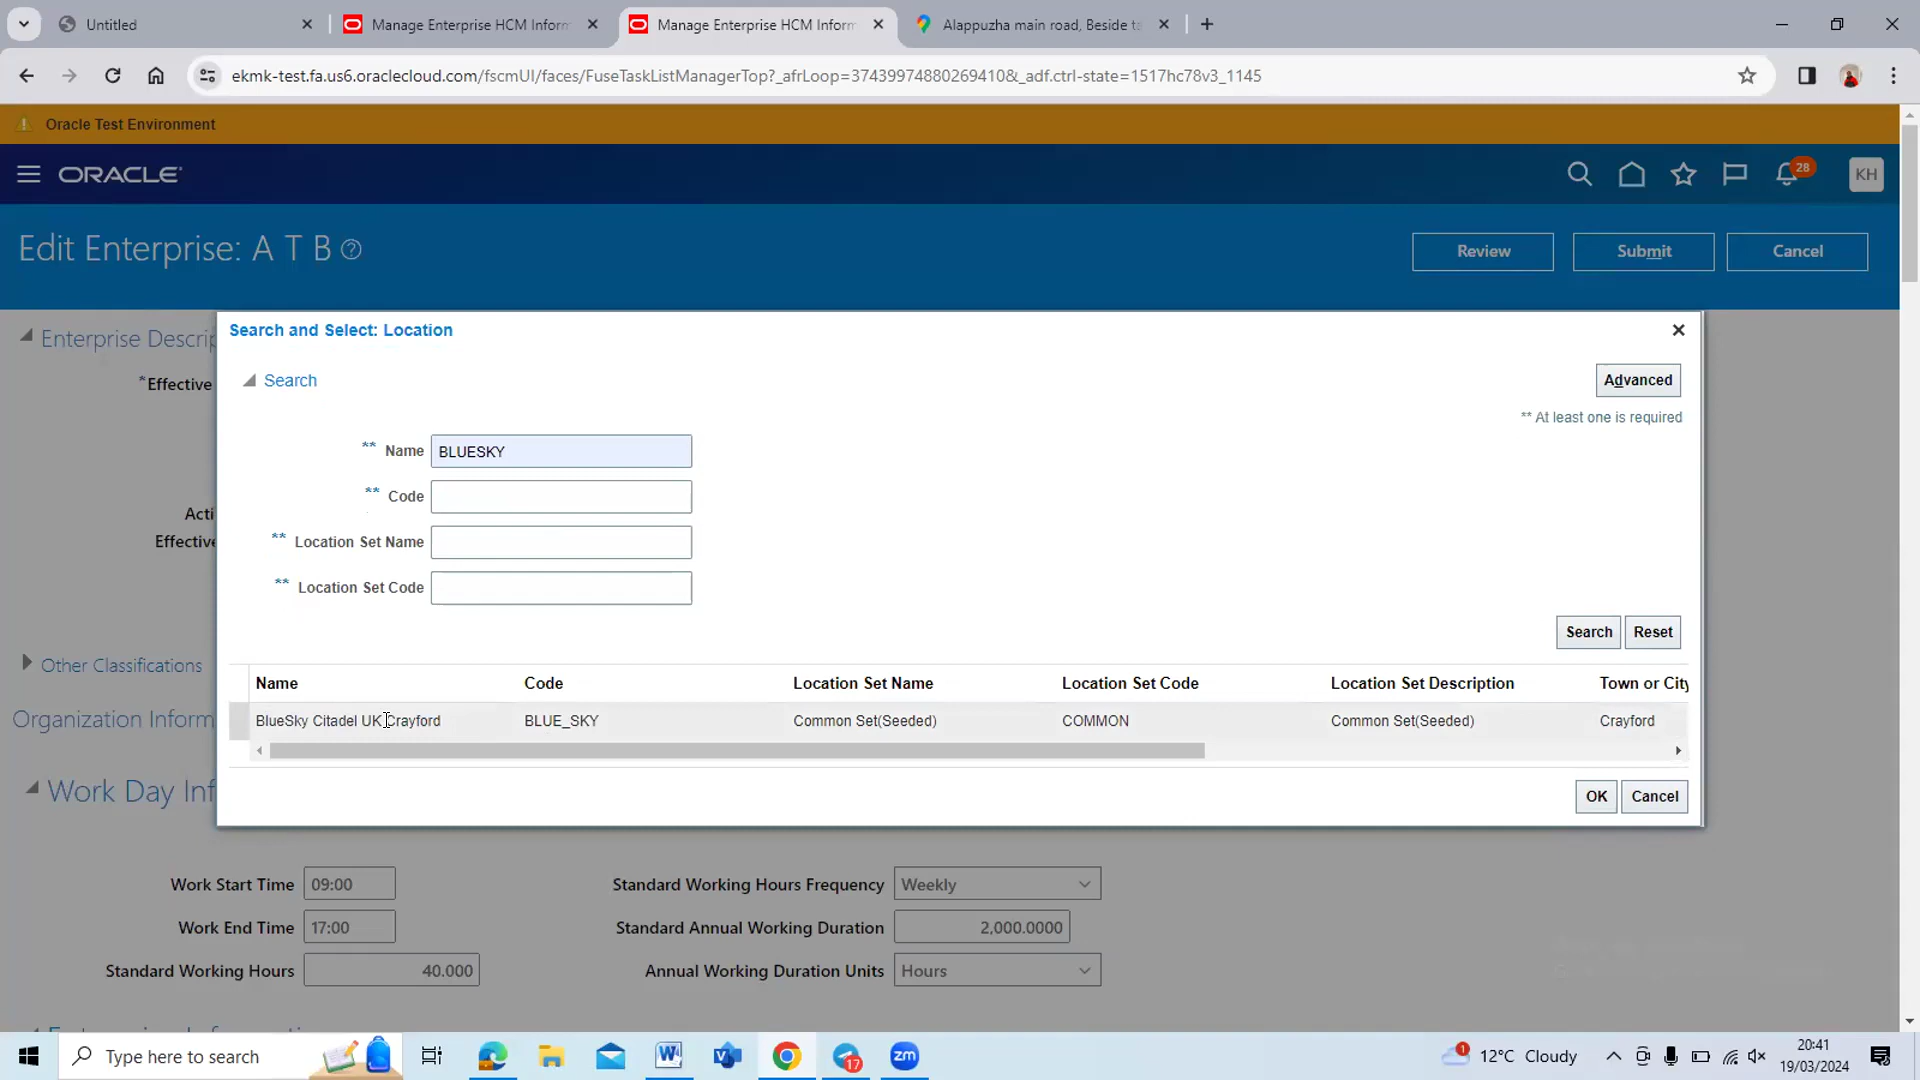 Untitled
Manage Enterprise HCM Inform
Manage Enterprise HCM Inform
Alappuzha main road, Beside ta
ekmk-test.fa.us6.oraclecloud.com/fscmUI/faces/FuseTaskListManagerTop?_afrLoop=37439974880269410&_adf.ctrl-state=1517hc78v3_1145
Oracle Test Environment
ORACLE
28
KH
Edit Enterprise: A T B
Review
Submit
Cancel
Enterprise Descrip
*Effective
Acti
Effective
Other Classifications
Organization Inform
Work Day Inf
Search and Select: Location
Search
Advanced
** At least one is required
** Name BLUESKY
** Code
** Location Set Name
** Location Set Code
Search Reset
Name Code Location Set Name Location Set Code Location Set Description Town or City
BlueSky Citadel UK Crayford BLUE_SKY Common Set(Seeded) COMMON Common Set(Seeded) Crayford
OK Cancel
Work Start Time 09:00 Standard Working Hours Frequency Weekly
Work End Time 17:00 Standard Annual Working Duration 2,000.0000
Standard Working Hours 40.000 Annual Working Duration Units Hours
Type here to search
17
zm
1
12°C Cloudy
20:41
19/03/2024